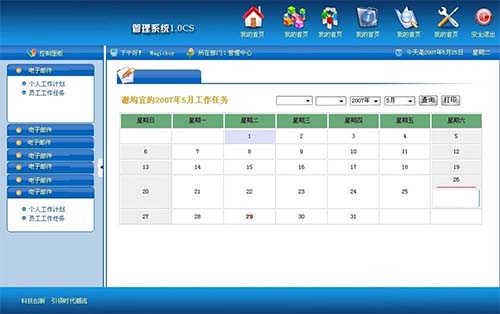 管理系统1.0CS
我的首页 我的首页 我的首页 我的首页 我的首页 我的首页 安全退出
控制面板
下午好! Magicboy 所在部门:管理中心
今天是2007年5月25日 星期二
电子邮件
个人工作计划
员工工作任务
电子邮件
电子邮件
电子邮件
电子邮件
电子邮件
电子邮件
个人工作计划
员工工作任务
谢均宜的2007年5月工作任务
2007年 5月 查询 打印
星期日 星期一 星期二 星期三 星期四 星期五 星期六
1 2 3 4 5
6 7 8 9 10 11 12
13 14 15 16 17 18 19
20 21 22 23 24 25 26
27 28 29 30 31
科技创新 引领时代潮流